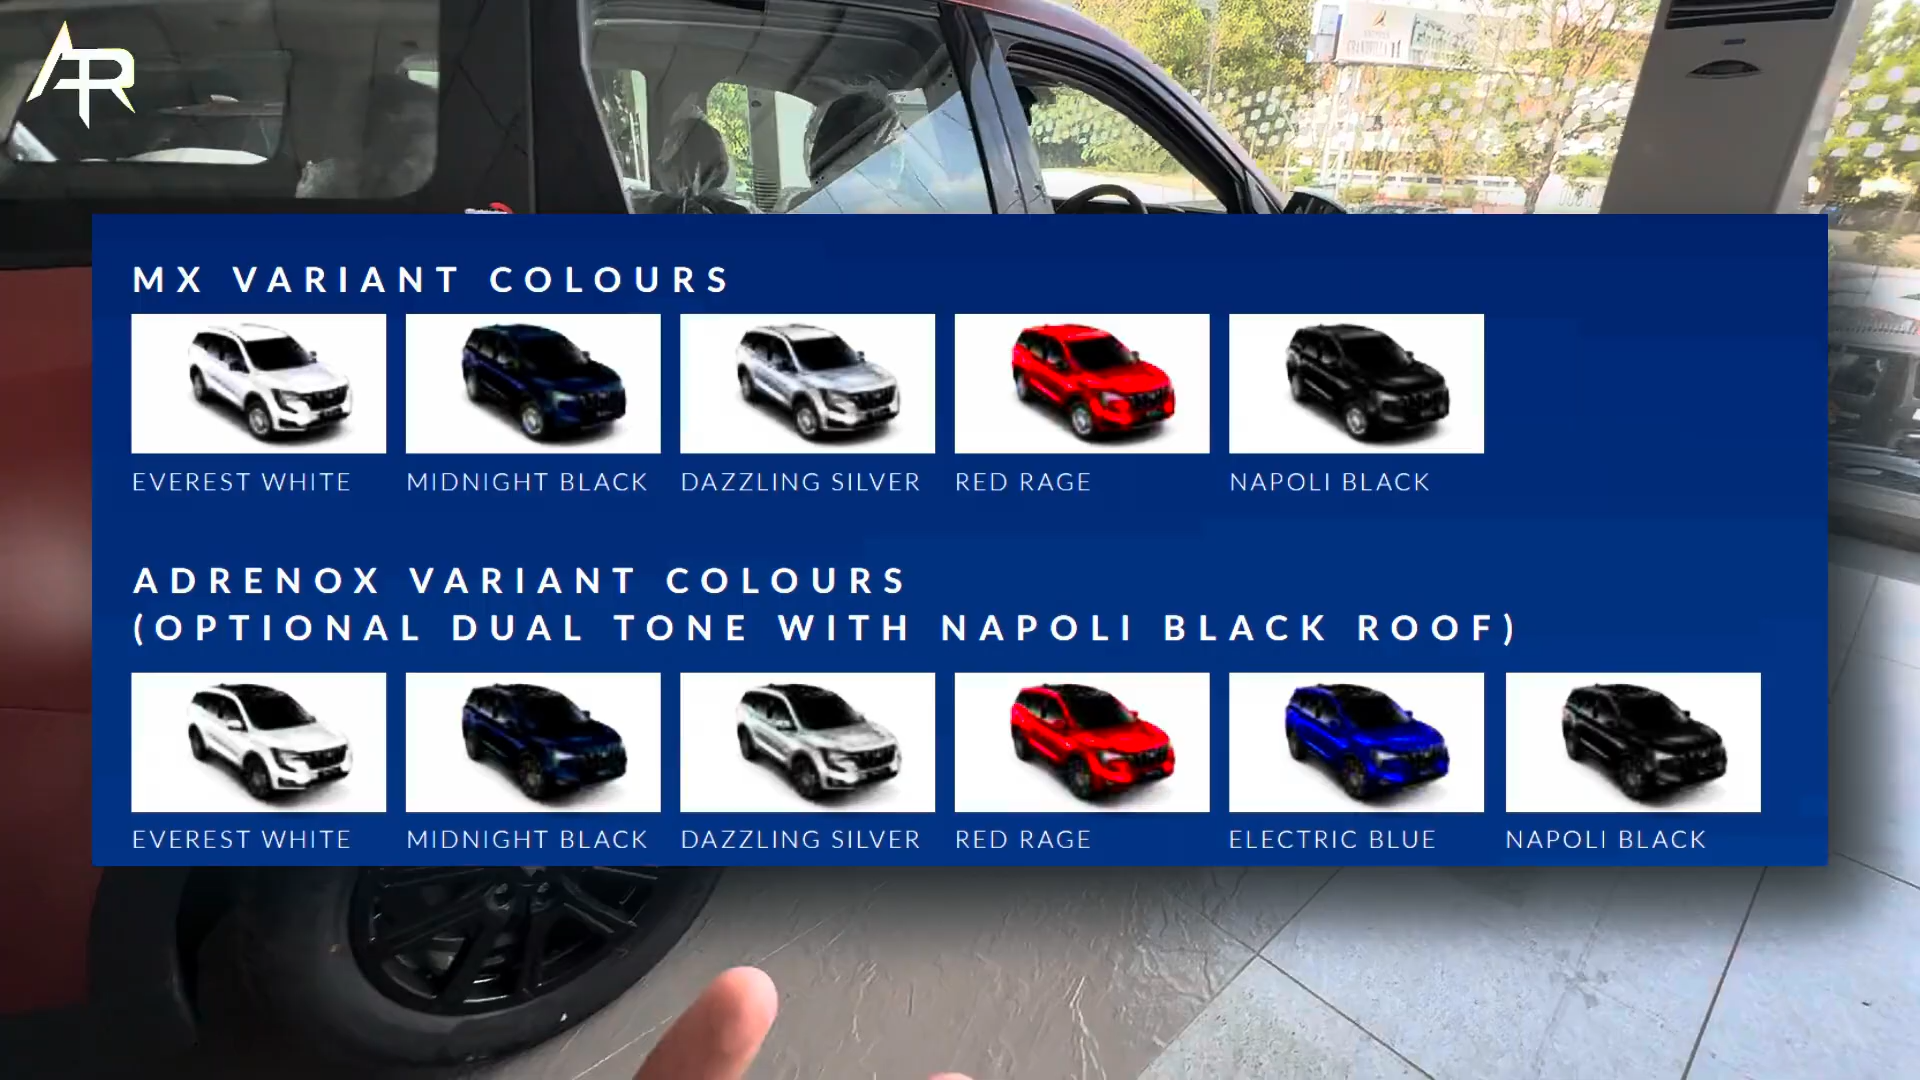 AR
MX VARIANT COLOURS
EVEREST WHITE
MIDNIGHT BLACK
DAZZLING SILVER
RED RAGE
NAPOLI BLACK
ADRENOX VARIANT COLOURS
(OPTIONAL DUAL TONE WITH NAPOLI BLACK ROOF)
EVEREST WHITE
MIDNIGHT BLACK
DAZZLING SILVER
RED RAGE
ELECTRIC BLUE
NAPOLI BLACK